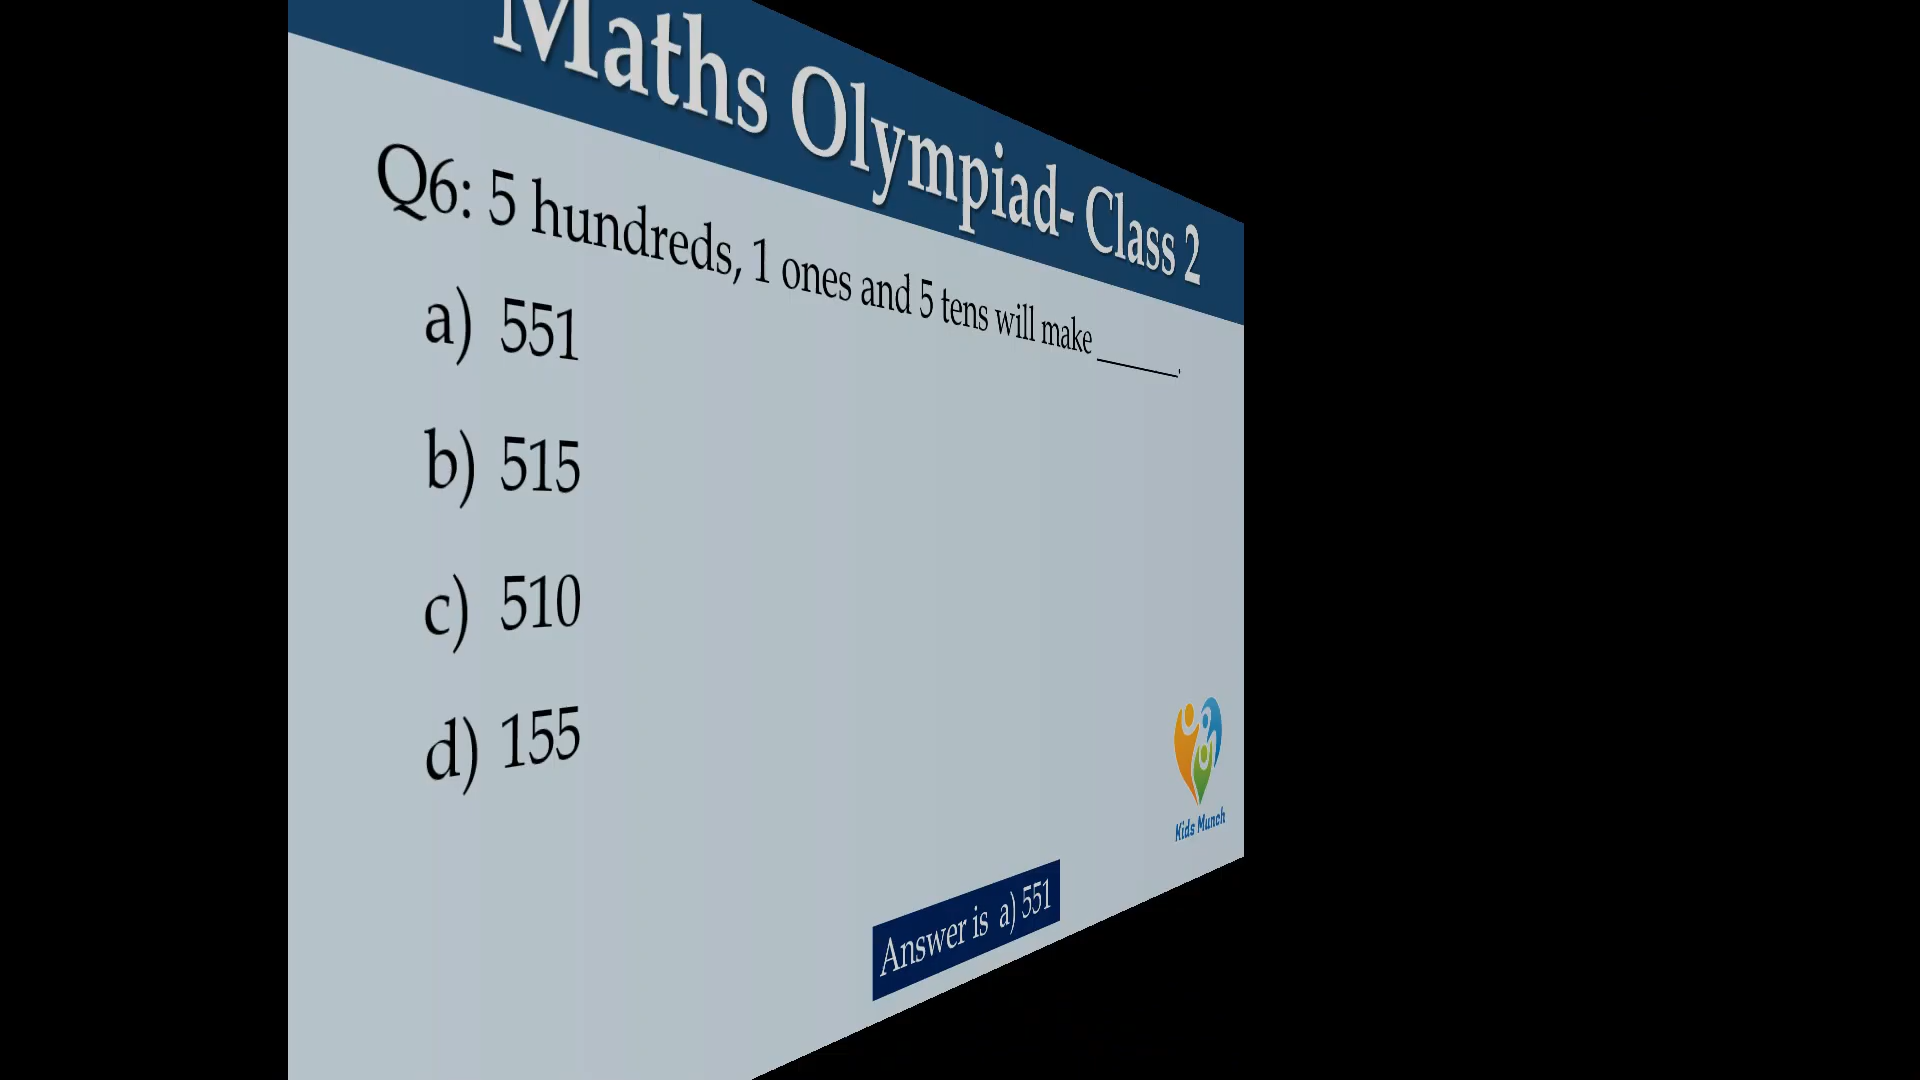 Maths Olympiad- Class 2
Q6: 5 hundreds, 1 ones and 5 tens will make ______.
a) 551
b) 515
c) 510
d) 155
Kids Munch
Answer is a) 551